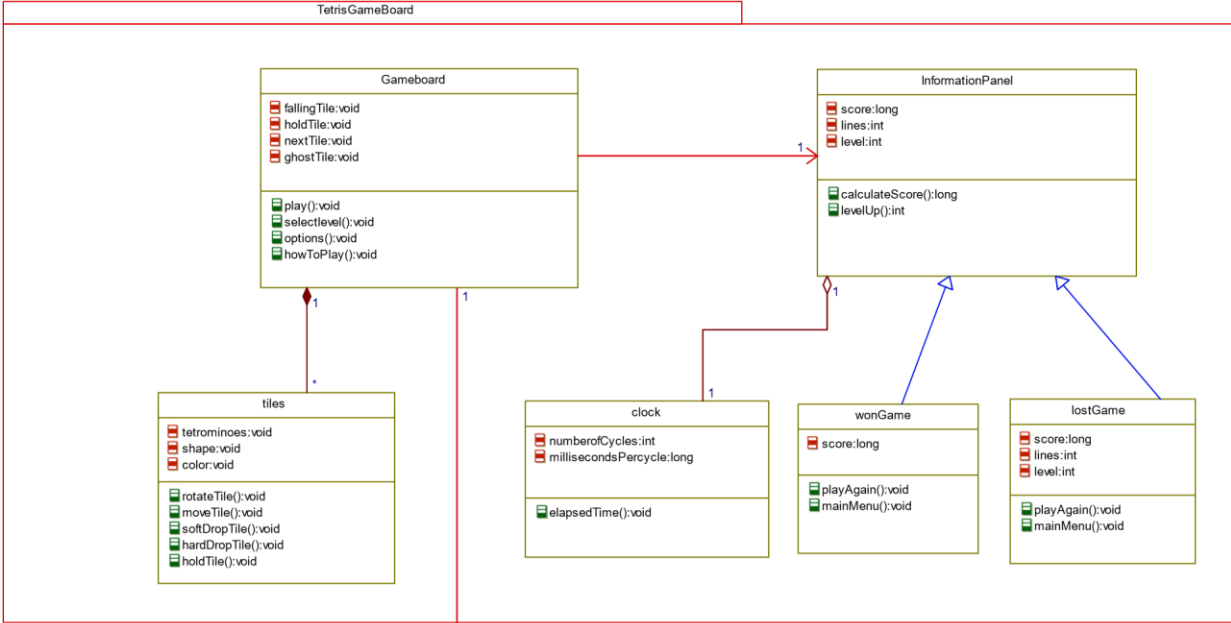 TetrisGameBoard
Gameboard
fallingTile:void
holdTile:void
nextTile:void
ghostTile:void
play():void
selectlevel():void
options():void
howToPlay():void
1
InformationPanel
score:long
lines:int
level:int
calculateScore():long
levelUp():int
1
1
1
*
tiles
tetrominoes:void
shape:void
color:void
rotateTile():void
moveTile():void
softDropTile():void
hardDropTile():void
holdTile():void
1
clock
numberofCycles:int
millisecondsPercycle:long
elapsedTime():void
wonGame
score:long
playAgain():void
mainMenu():void
lostGame
score:long
lines:int
level:int
playAgain():void
mainMenu():void